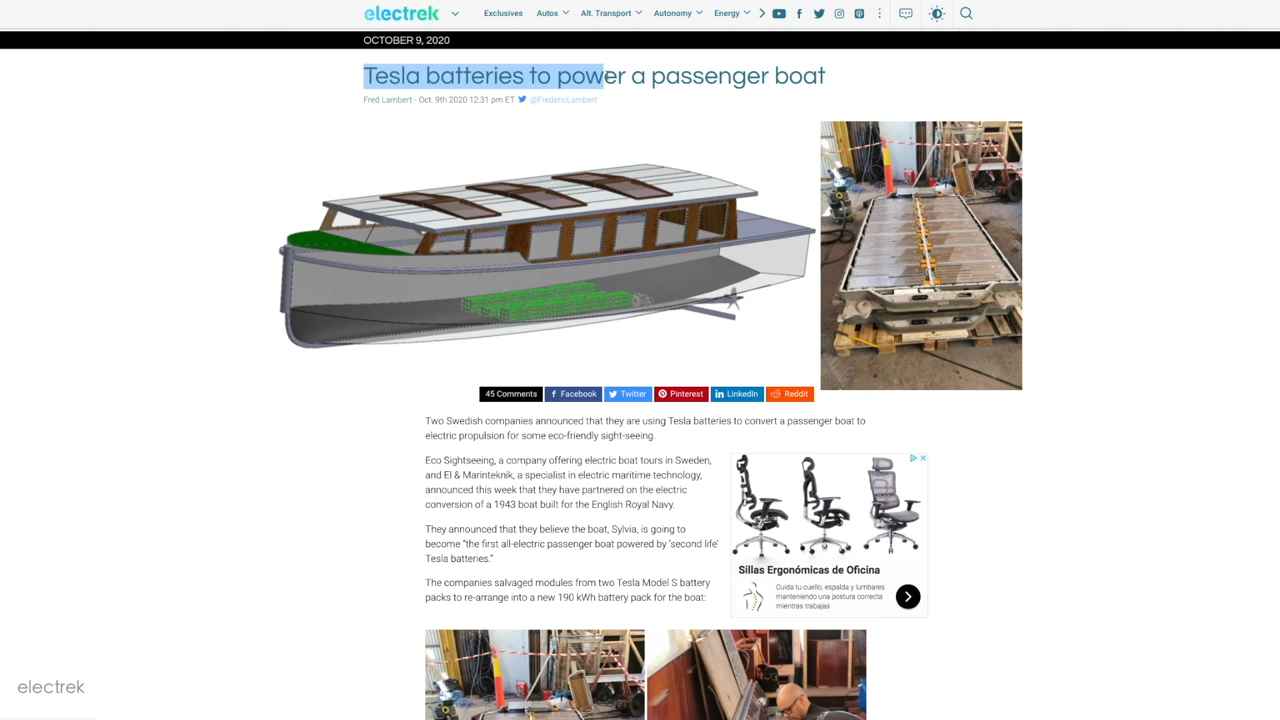 electrek
Exclusives Autos Alt. Transport Autonomy Energy
OCTOBER 9, 2020
Tesla batteries to power a passenger boat
Fred Lambert - Oct. 9th 2020 12:31 pm ET @FredericLambert
45 Comments Facebook Twitter Pinterest LinkedIn Reddit
Two Swedish companies announced that they are using Tesla batteries to convert a passenger boat to
electric propulsion for some eco-friendly sight-seeing.
Eco Sightseeing, a company offering electric boat tours in Sweden,
and El & Marinteknik, a specialist in electric maritime technology,
announced this week that they have partnered on the electric
conversion of a 1943 boat built for the English Royal Navy.
They announced that they believe the boat, Sylvia, is going to
become “the first all-electric passenger boat powered by ‘second life’
Tesla batteries.”
The companies salvaged modules from two Tesla Model S battery
packs to re-arrange into a new 190 kWh battery pack for the boat:
Sillas Ergonómicas de Oficina
Cuida tu cuello, espalda y lumbares
manteniendo una postura correcta
mientras trabajas
electrek